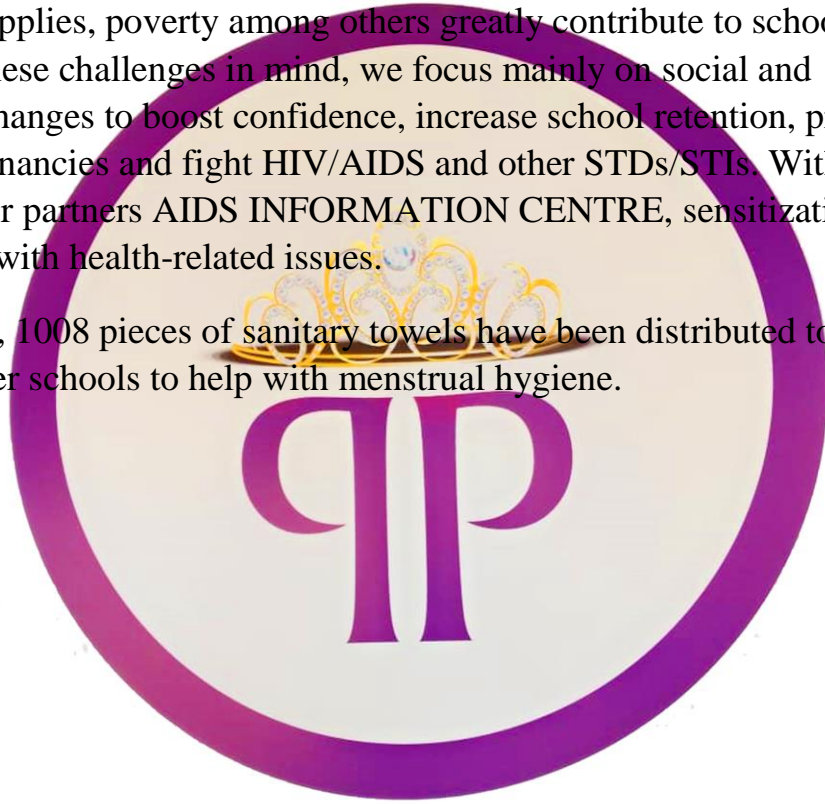 pplies, poverty among others greatly contribute to schoo
hese challenges in mind, we focus mainly on social and
hanges to boost confidence, increase school retention, p
nancies and fight HIV/AIDS and other STDs/STIs. Wit
r partners AIDS INFORMATION CENTRE, sensitizati
with health-related issues.
, 1008 pieces of sanitary towels have been distributed to
er schools to help with menstrual hygiene.